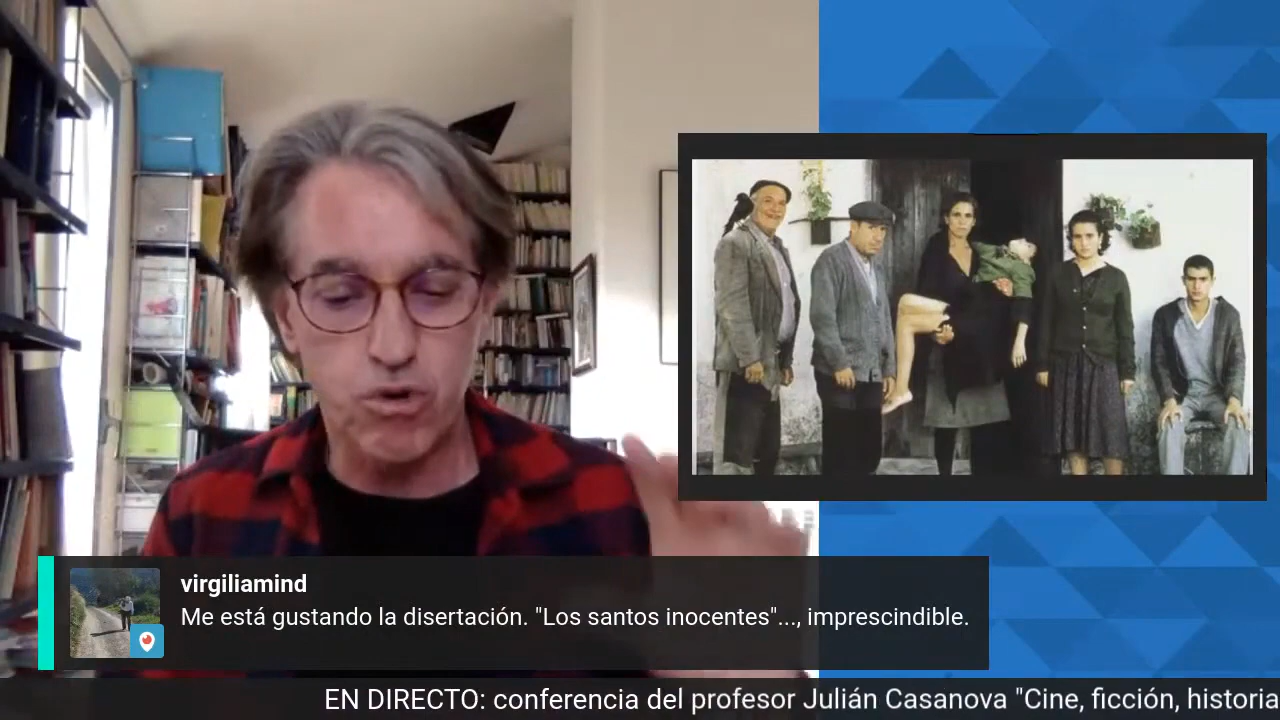 virgiliamind
Me está gustando la disertación. "Los santos inocentes"..., imprescindible.
EN DIRECTO: conferencia del profesor Julián Casanova "Cine, ficción, historia